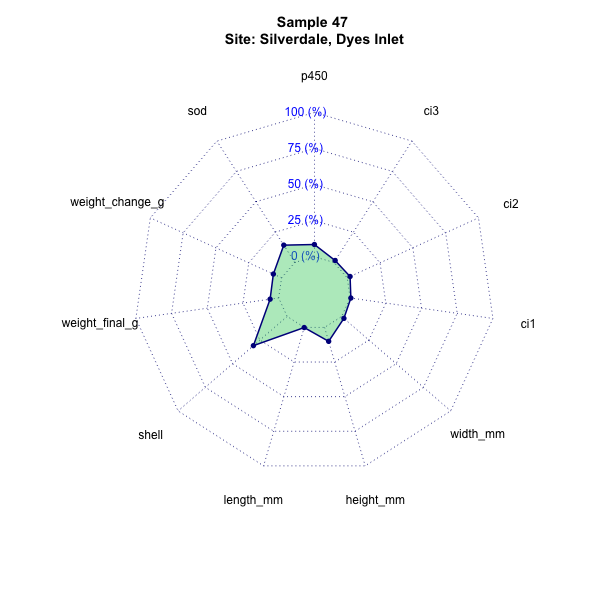 Sample 47
Site: Silverdale, Dyes Inlet
p450
sod
100 (%)
ci3
75 (%)
weight_change_g
50 (%)
ci2
25 (%)
0 (%)
weight_final_g
ci1
shell
width_mm
length_mm
height_mm